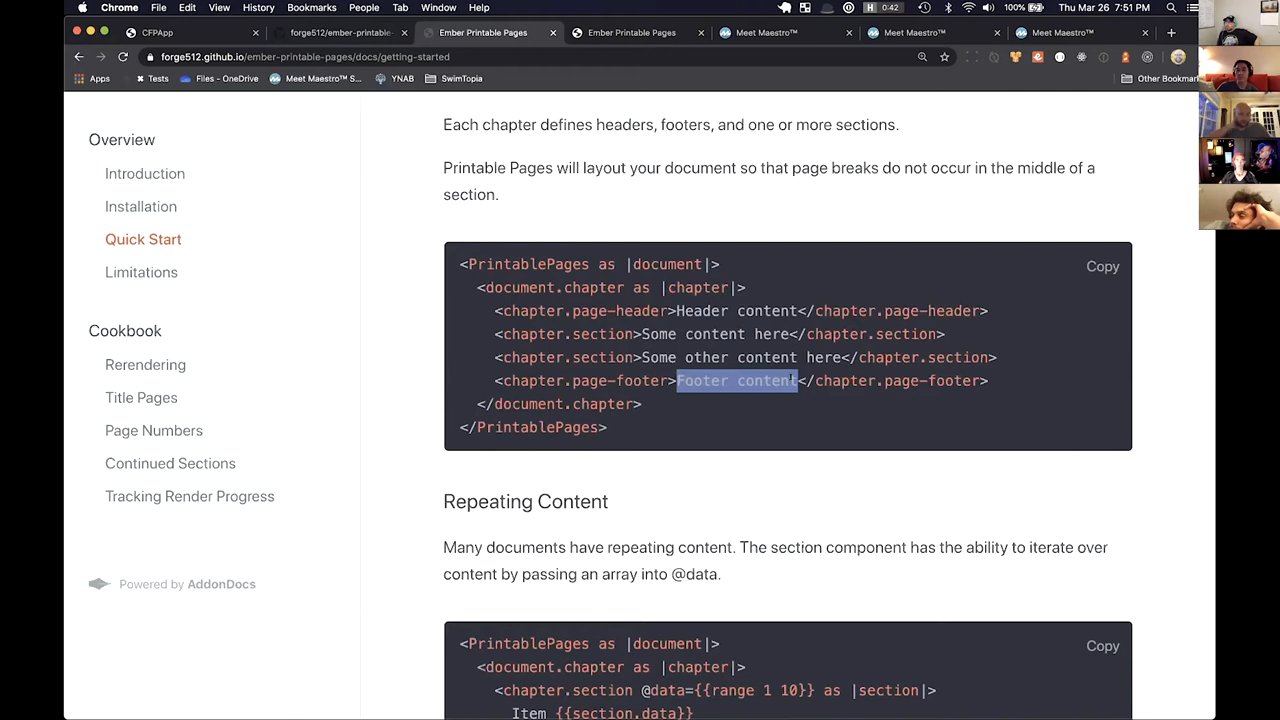 Chrome File Edit View History Bookmarks People Tab Window Help H 0:42 100% Thu Mar 26 7:51 PM
CFPApp × forge512/ember-printable- × Ember Printable Pages × Ember Printable Pages × Meet Maestro™ × Meet Maestro™ × Meet Maestro™ × +
forge512.github.io/ember-printable-pages/docs/getting-started
Apps Tests Files - OneDrive Meet Maestro™ S... YNAB SwimTopia Other Bookmar
Overview
Introduction
Installation
Quick Start
Limitations
Cookbook
Rerendering
Title Pages
Page Numbers
Continued Sections
Tracking Render Progress
Powered by AddonDocs
Each chapter defines headers, footers, and one or more sections.
Printable Pages will layout your document so that page breaks do not occur in the middle of a
section.
Copy
<PrintablePages as |document|>
<document.chapter as |chapter|>
<chapter.page-header>Header content</chapter.page-header>
<chapter.section>Some content here</chapter.section>
<chapter.section>Some other content here</chapter.section>
<chapter.page-footer>Footer content</chapter.page-footer>
</document.chapter>
</PrintablePages>
Repeating Content
Many documents have repeating content. The section component has the ability to iterate over
content by passing an array into @data.
Copy
<PrintablePages as |document|>
<document.chapter as |chapter|>
<chapter.section @data={{range 1 10}} as |section|>
Item {{section.data}}